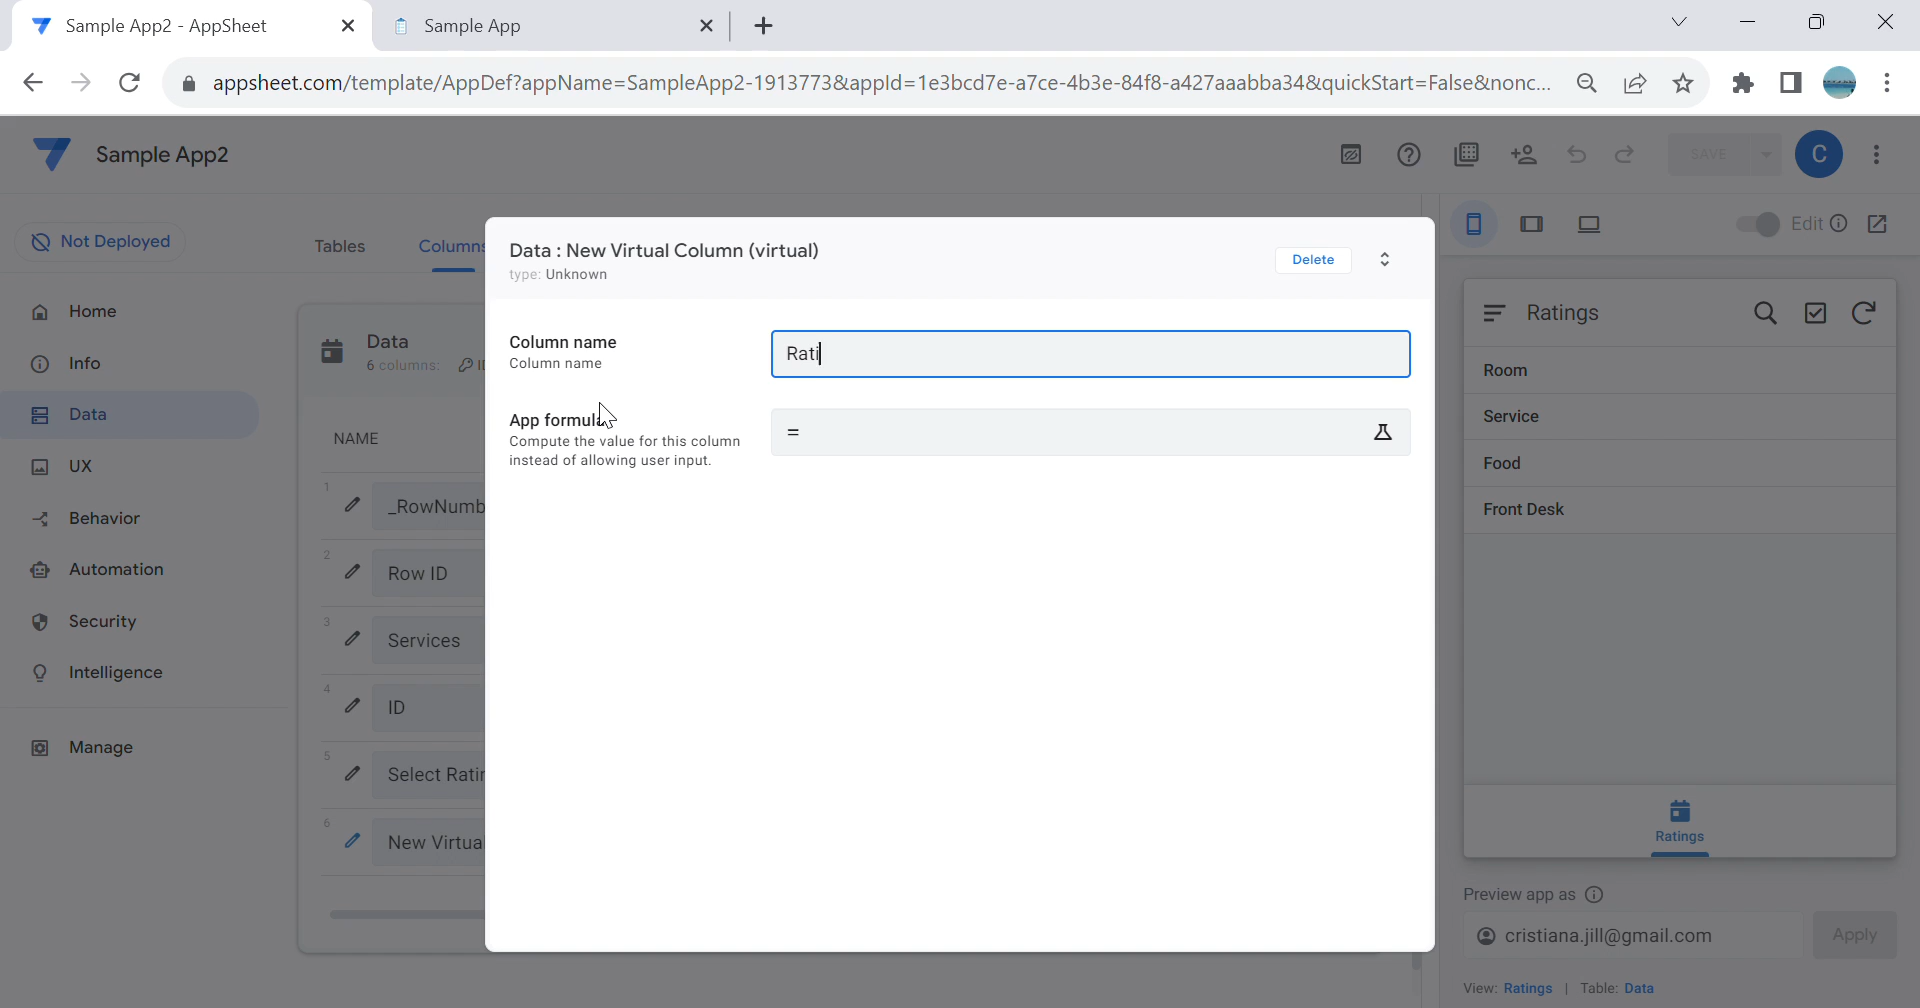 Sample App2 - AppSheet
Sample App
appsheet.com/template/AppDef?appName=SampleApp2-1913773&appId=1e3bcd7e-a7ce-4b3e-84f8-a427aaabba34&quickStart=False&nonc...
Sample App2
SAVE
C
Not Deployed
Tables
Columns
Edit
Home
Info
Data
UX
Behavior
Automation
Security
Intelligence
Manage
Data
6 columns:
NAME
1
_RowNumb
2
Row ID
3
Services
4
ID
5
Select Ratin
6
New Virtual
Data : New Virtual Column (virtual)
type: Unknown
Delete
Column name
Column name
Rati
App formula
Compute the value for this column
instead of allowing user input.
=
Ratings
Room
Service
Food
Front Desk
Ratings
Preview app as
cristiana.jill@gmail.com
Apply
View: Ratings | Table: Data